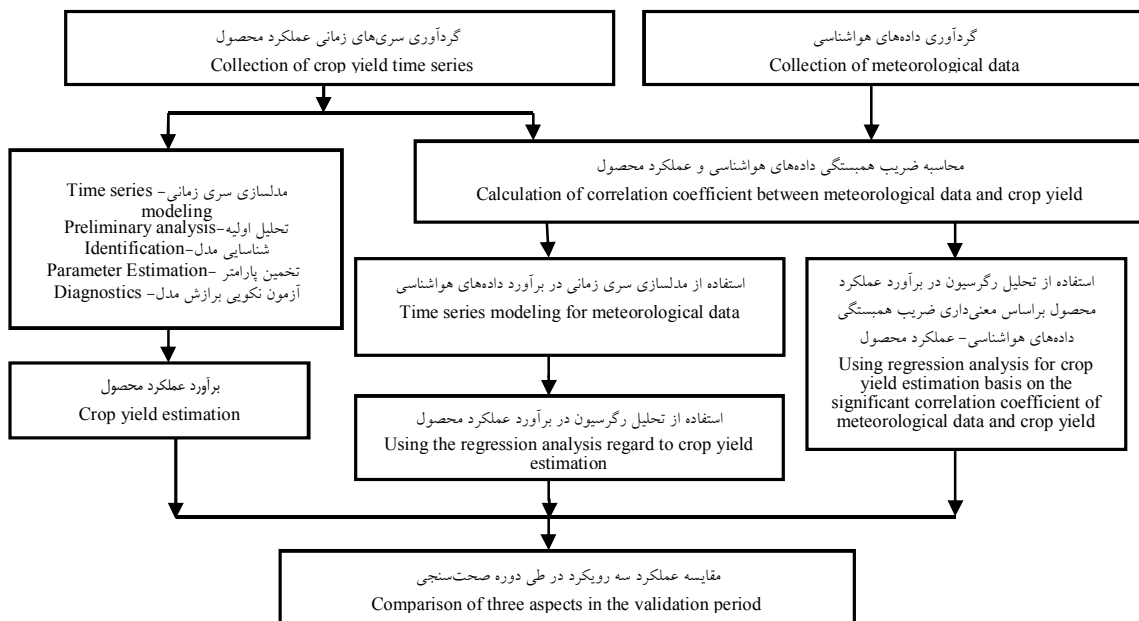 گردآوری سری‌های زمانی عملکرد محصول
Collection of crop yield time series
گردآوری داده‌های هواشناسی
Collection of meteorological data
مدلسازی سری زمانی- Time series
modeling
تحلیل اولیه-Preliminary analysis
شناسایی مدل-Identification
تخمین پارامتر -Parameter Estimation
آزمون نکویی برازش مدل-Diagnostics
محاسبه ضریب همبستگی داده‌های هواشناسی و عملکرد محصول
Calculation of correlation coefficient between meteorological data and crop yield
استفاده از مدلسازی سری زمانی در برآورد داده‌های هواشناسی
Time series modeling for meteorological data
استفاده از تحلیل رگرسیون در برآورد عملکرد
محصول براساس معنی‌داری ضریب همبستگی
داده‌های هواشناسی- عملکرد محصول
Using regression analysis for crop
yield estimation basis on the
significant correlation coefficient of
meteorological data and crop yield
برآورد عملکرد محصول
Crop yield estimation
استفاده از تحلیل رگرسیون در برآورد عملکرد محصول
Using the regression analysis regard to crop yield
estimation
مقایسه عملکرد سه رویکرد در طی دوره صحت‌سنجی
Comparison of three aspects in the validation period